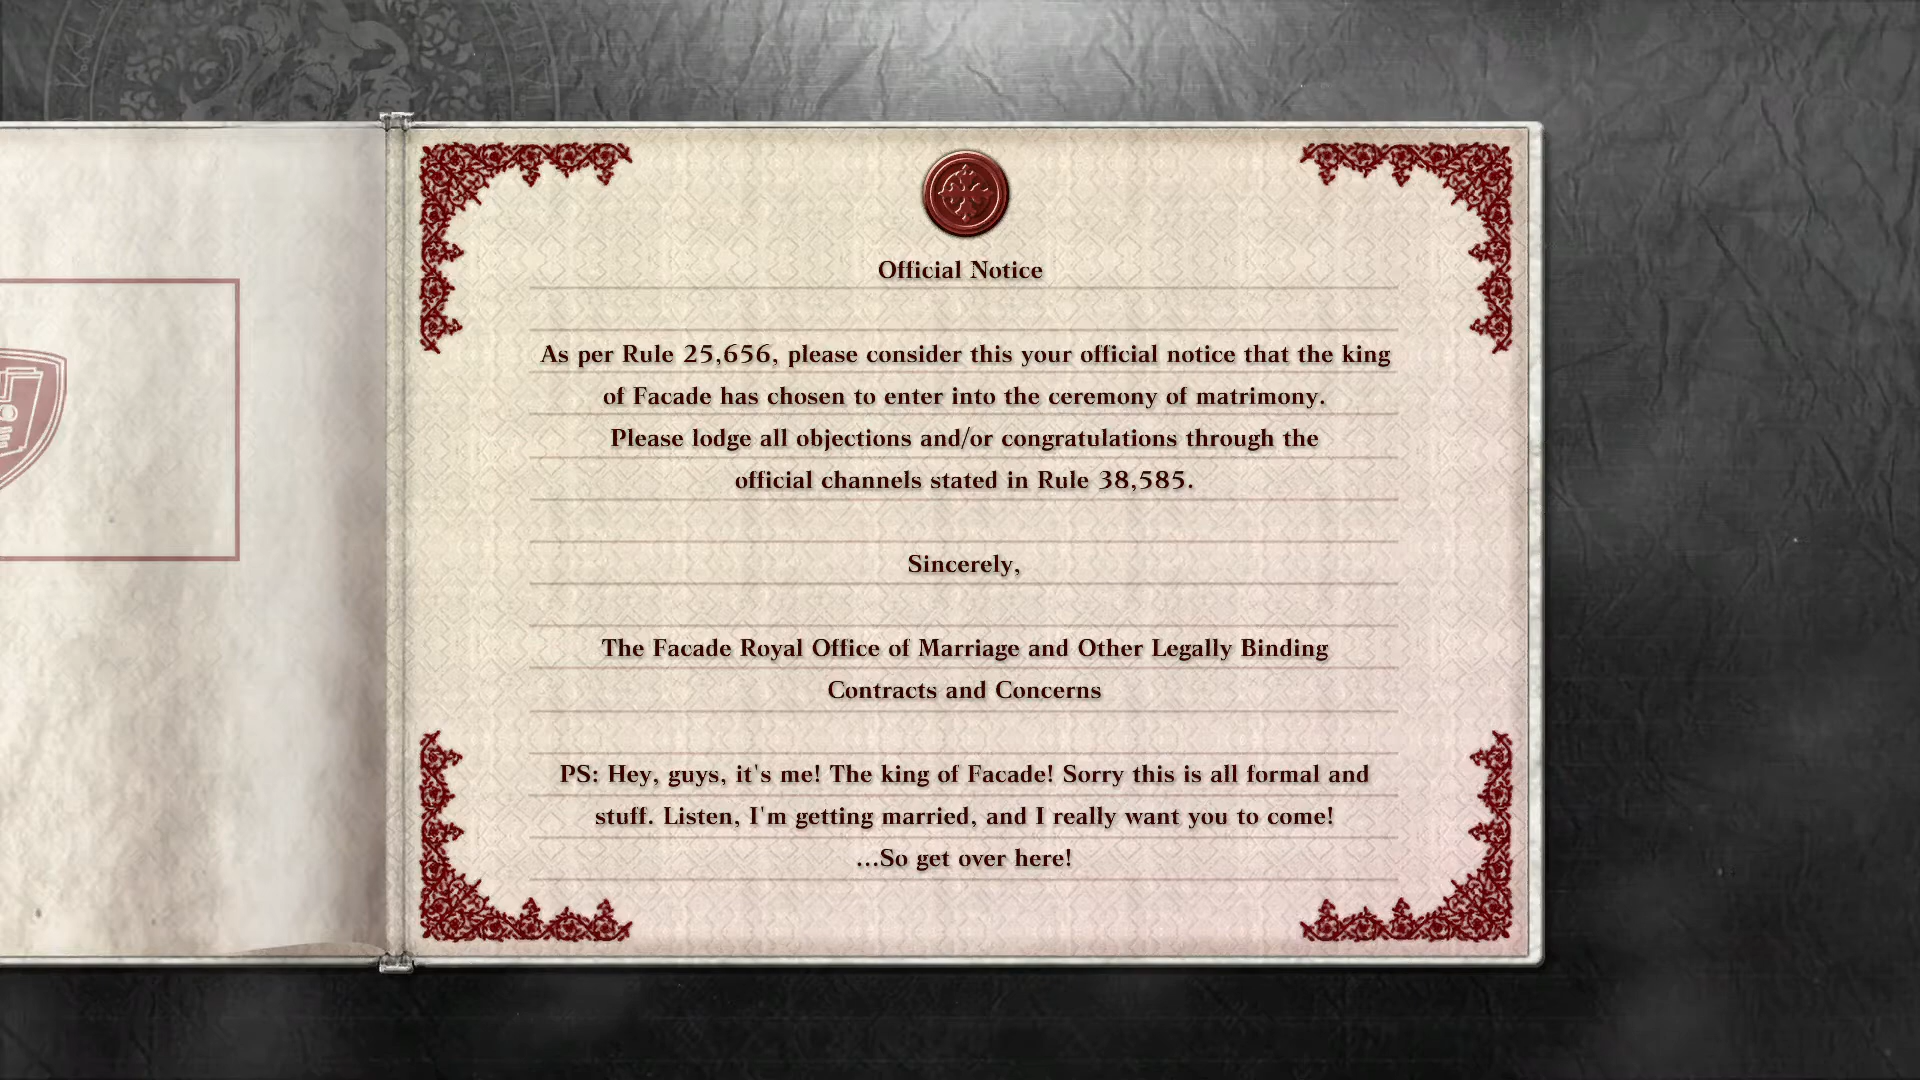 Official Notice
As per Rule 25,656, please consider this your official notice that the king
of Facade has chosen to enter into the ceremony of matrimony.
Please lodge all objections and/or congratulations through the
official channels stated in Rule 38,585.
Sincerely,
The Facade Royal Office of Marriage and Other Legally Binding
Contracts and Concerns
PS: Hey, guys, it's me! The king of Facade! Sorry this is all formal and
stuff. Listen, I'm getting married, and I really want you to come!
...So get over here!